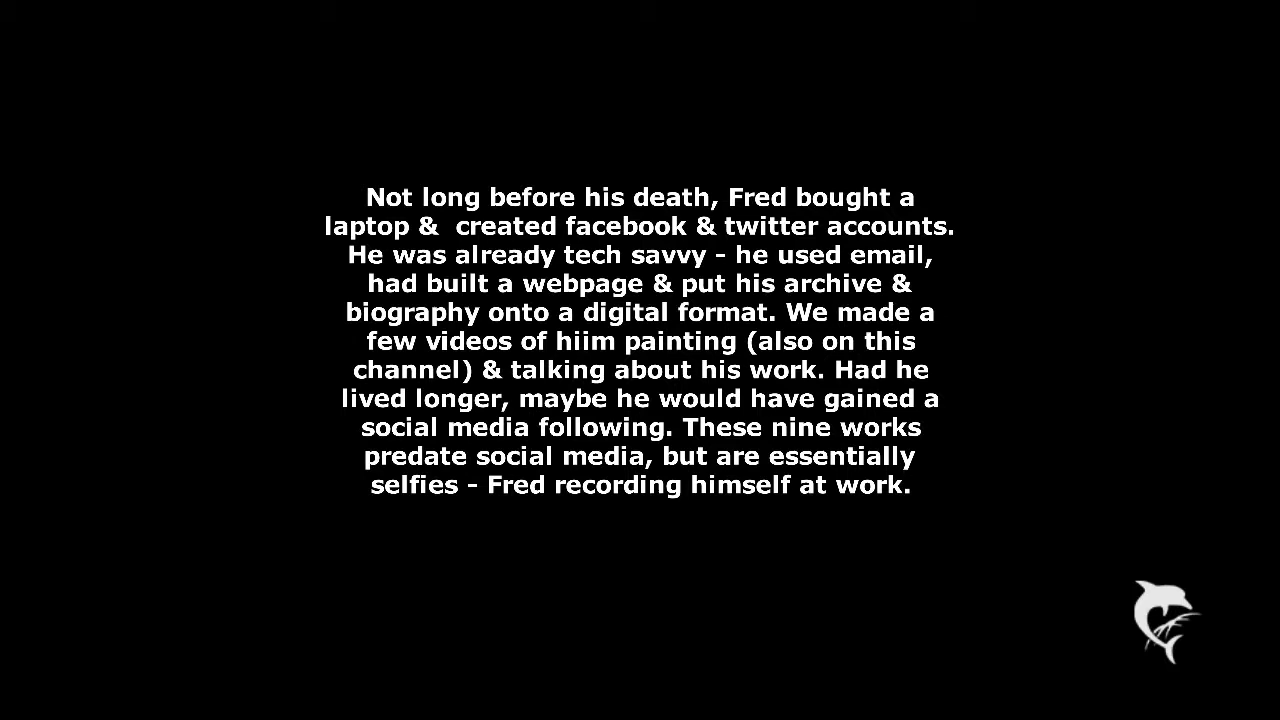 Not long before his death, Fred bought a
laptop &  created facebook & twitter accounts.
He was already tech savvy - he used email,
had built a webpage & put his archive &
biography onto a digital format. We made a
few videos of hiim painting (also on this
channel) & talking about his work. Had he
lived longer, maybe he would have gained a
social media following. These nine works
predate social media, but are essentially
selfies - Fred recording himself at work.